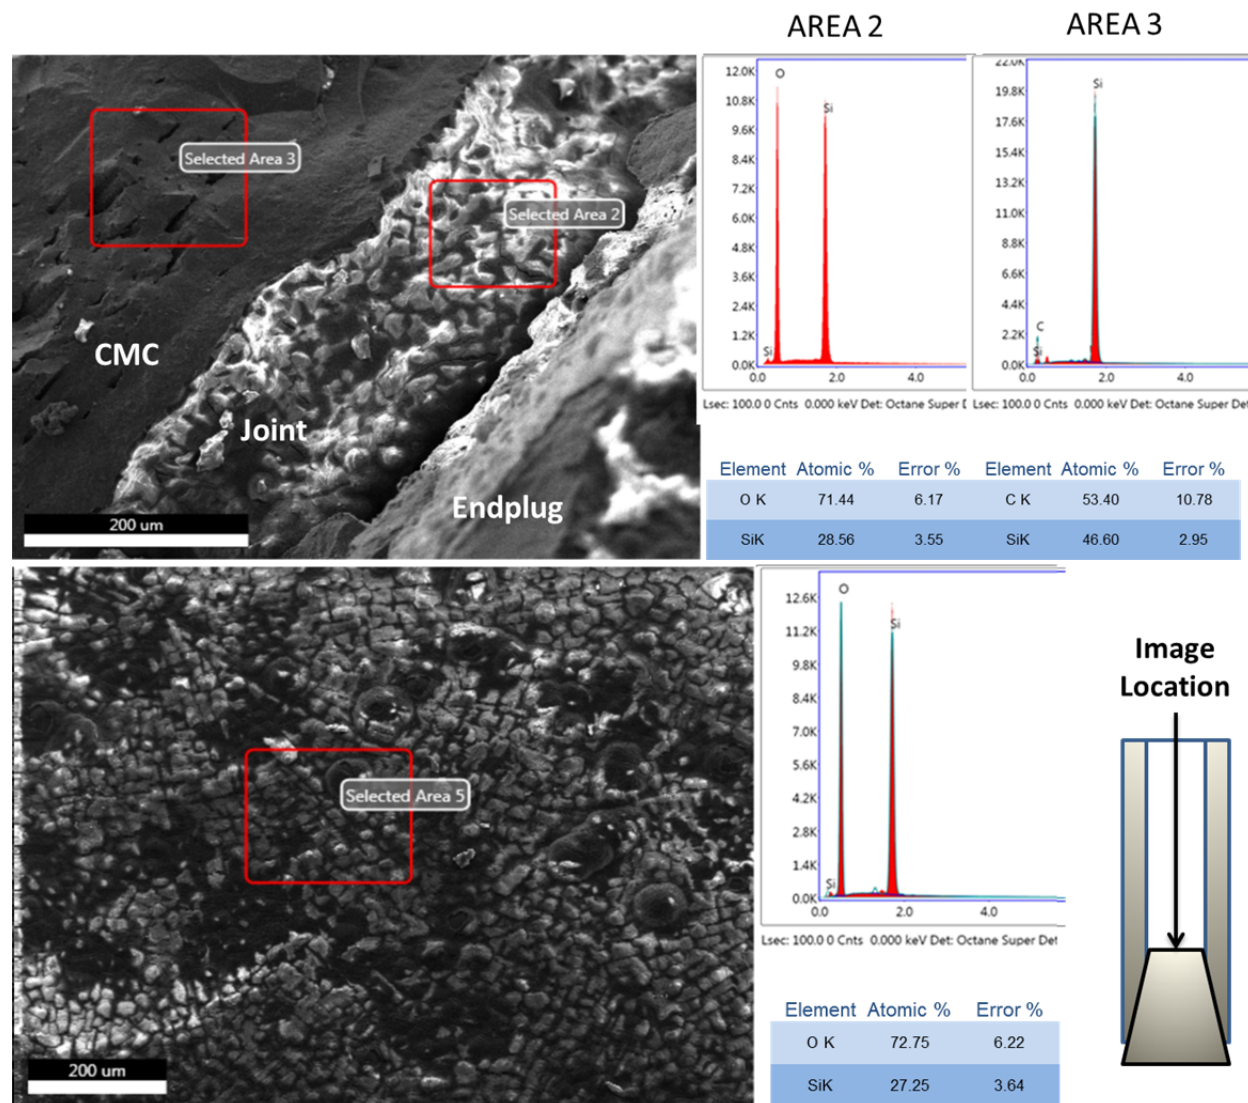 AREA 2
AREA 3
Selected Area 3
Selected Area 2
CMC
Joint
Endplug
200 um
12.0K
10.8K
9.6K
8.4K
7.2K
6.0K
4.8K
3.6K
2.4K
1.2K
0.0K
O
Si
Si
0.0 2.0 4.0
Lsec: 100.0 0 Cnts 0.000 keV Det: Octane Super D
22.0K
19.8K
17.6K
15.4K
13.2K
11.0K
8.8K
6.6K
4.4K
2.2K
0.0K
Si
C
Si
0.0 2.0 4.0
Lsec: 100.0 0 Cnts 0.000 keV Det: Octane Super Det
Element Atomic % Error % Element Atomic % Error %
O K 71.44 6.17 C K 53.40 10.78
SiK 28.56 3.55 SiK 46.60 2.95
Selected Area 5
200 um
12.6K
11.2K
9.8K
8.4K
7.0K
5.6K
4.2K
2.8K
1.4K
0.0K
O
Si
Si
0.0 2.0 4.0
Lsec: 100.0 0 Cnts 0.000 keV Det: Octane Super Det
Element Atomic % Error %
O K 72.75 6.22
SiK 27.25 3.64
Image
Location